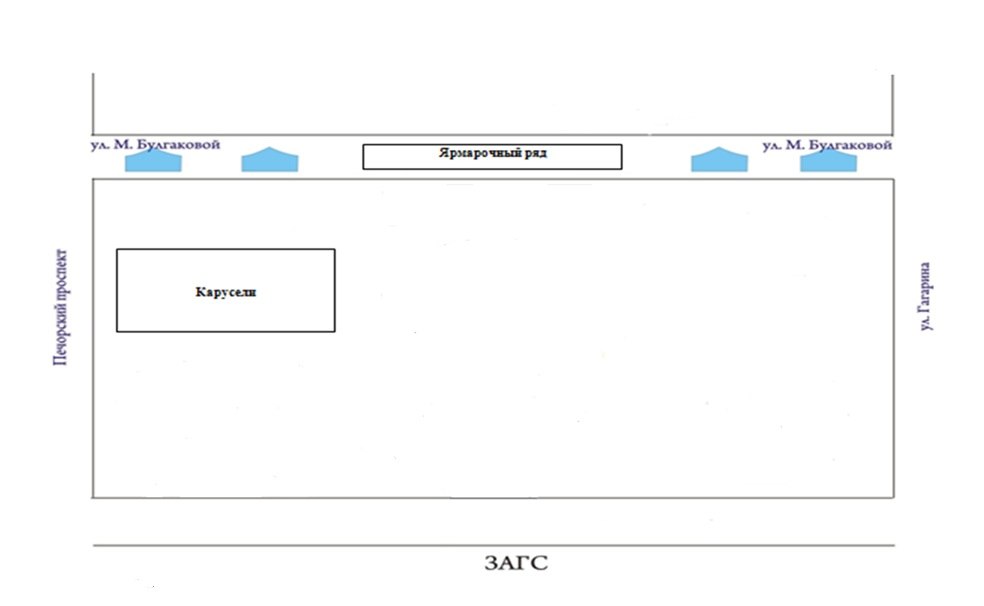 ул. М. Булгаковой
ул. М. Булгаковой
Ярмарочный ряд
Печорский проспект
Карусели
ул. Гагарина
ЗАГС